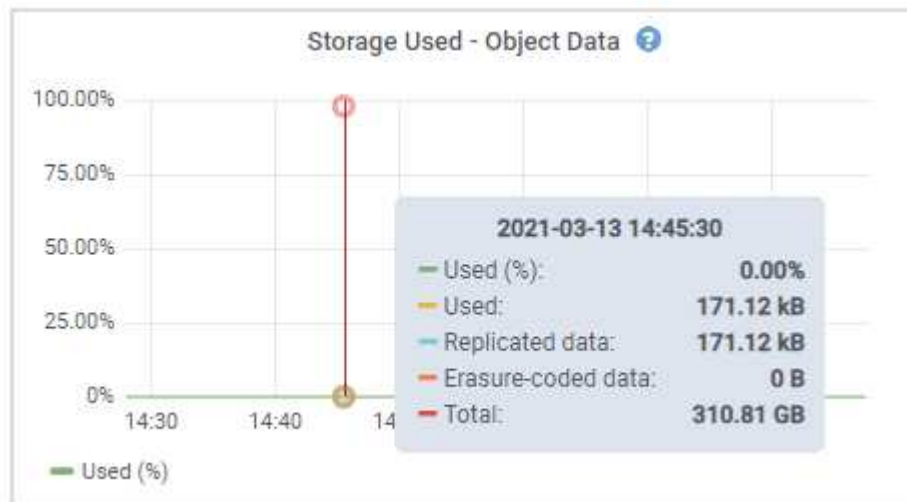 Storage Used - Object Data ?
100.00%
75.00%
50.00%
25.00%
0%
14:30
14:40
2021-03-13 14:45:30
Used (%): 0.00%
Used: 171.12 kB
Replicated data: 171.12 kB
Erasure-coded data: 0 B
Total: 310.81 GB
Used (%)